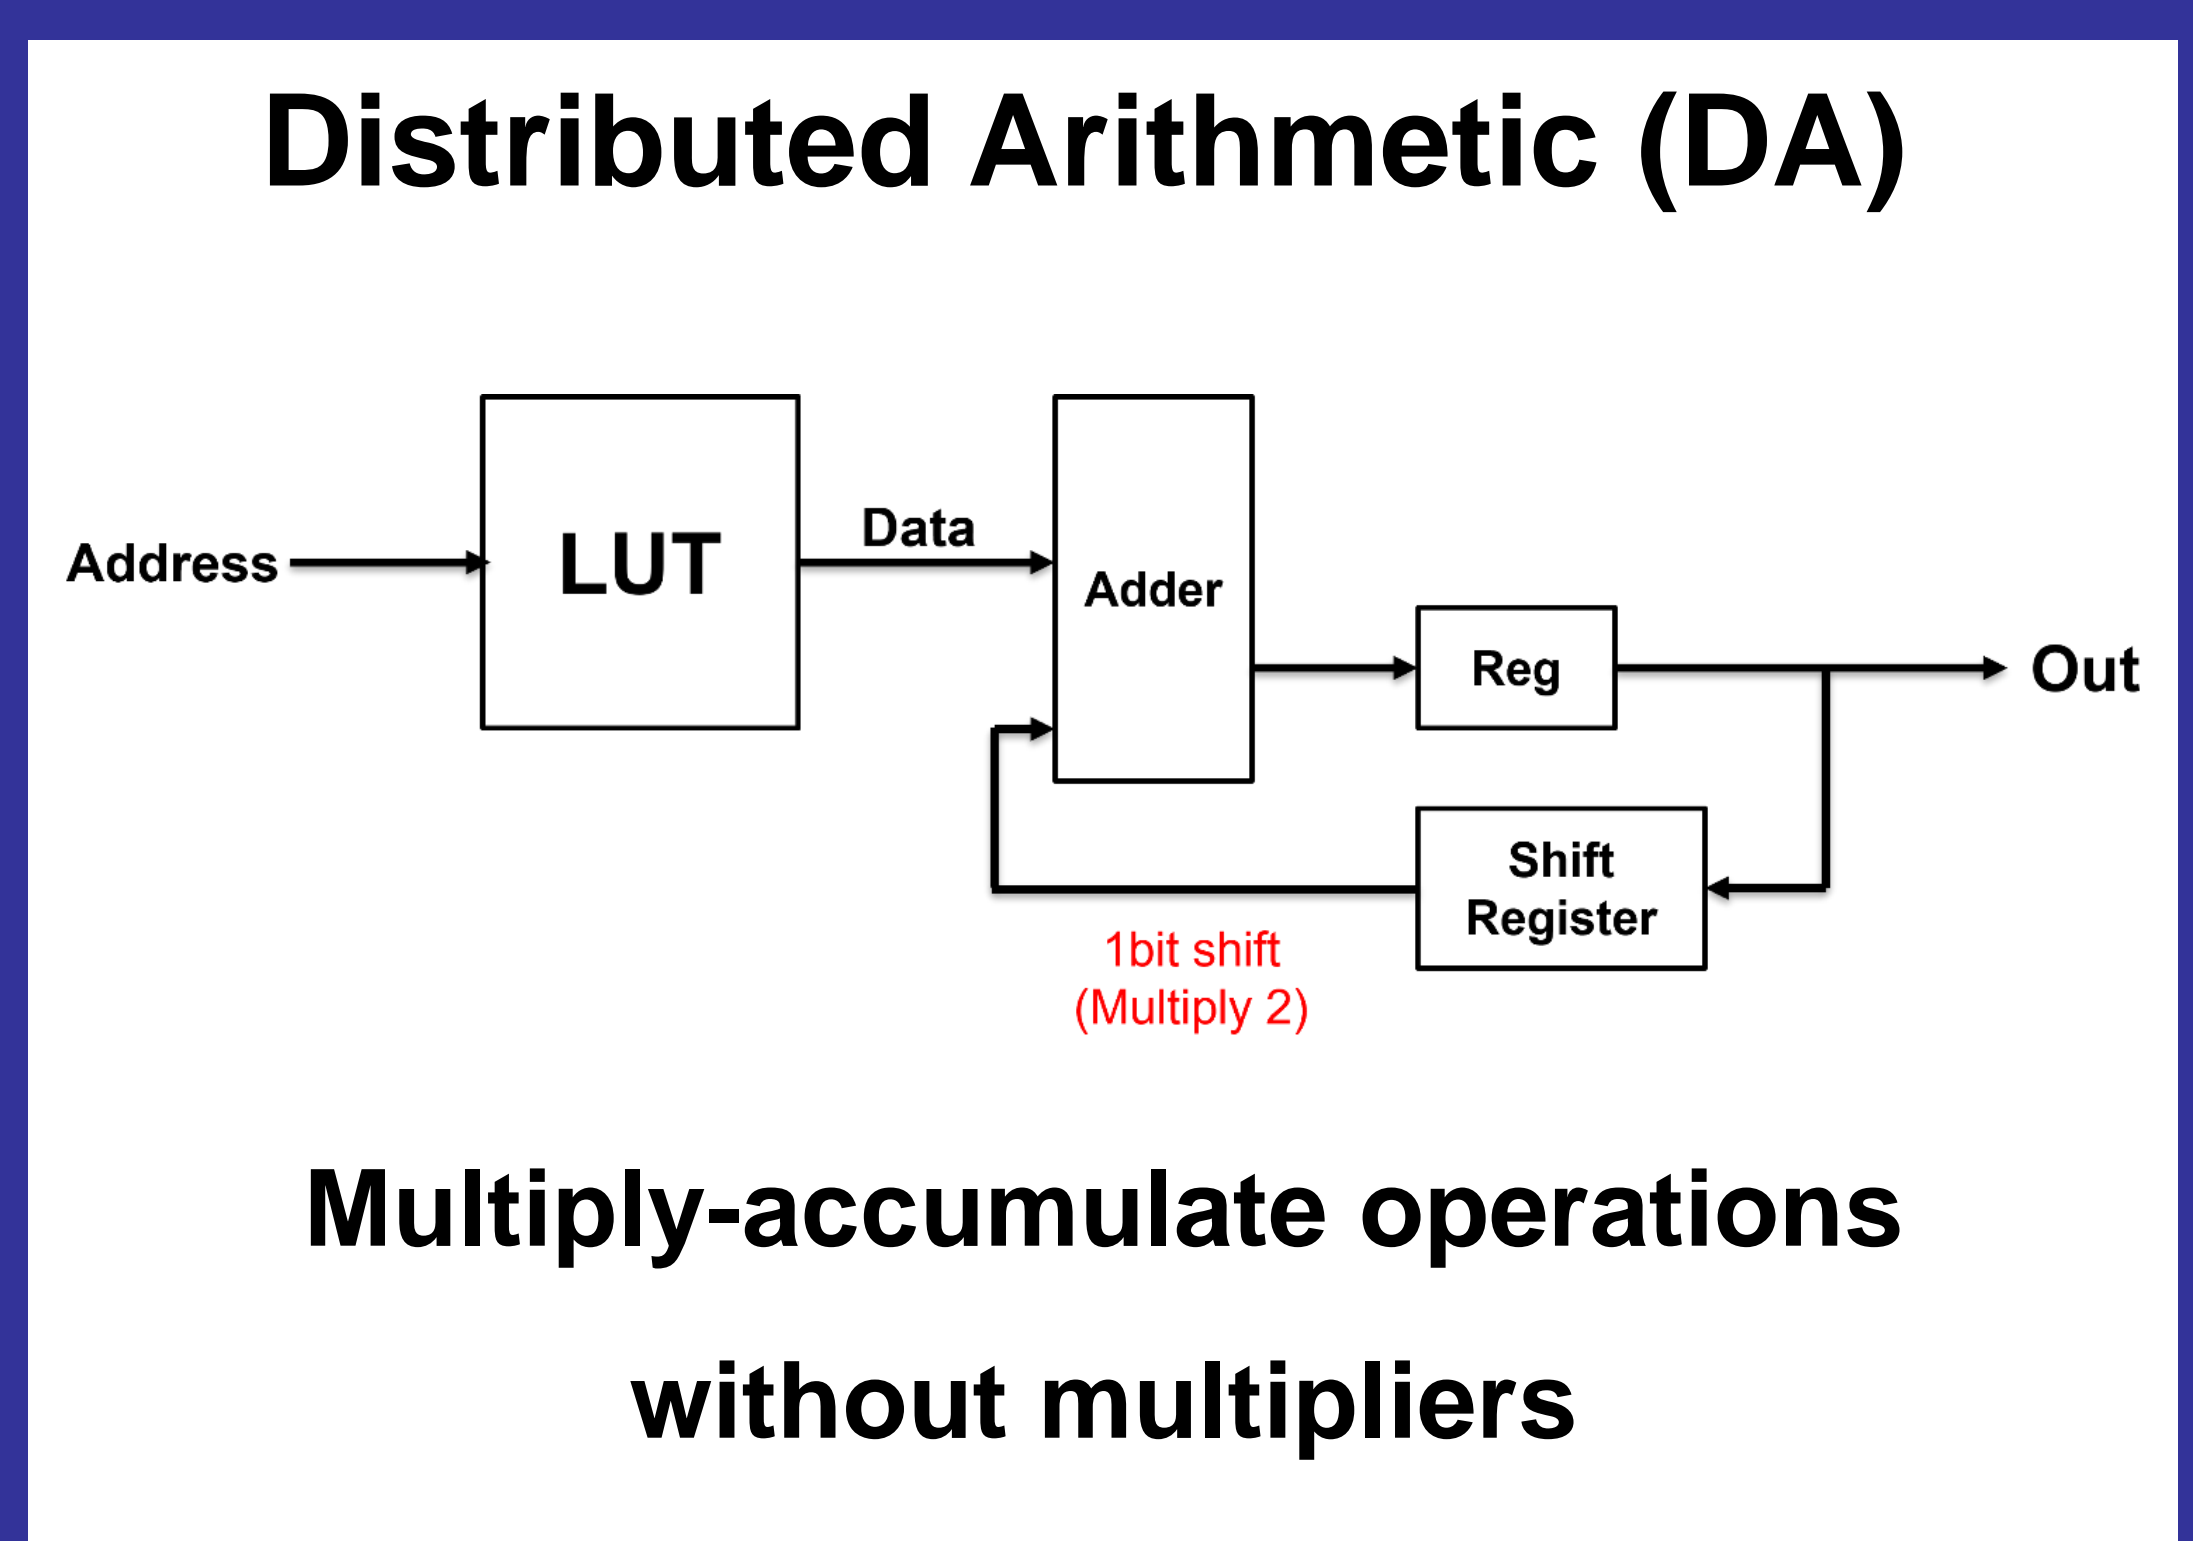 Distributed Arithmetic (DA)
Address
LUT
Data
Adder
Reg
Out
Shift
Register
1bit shift
(Multiply 2)
Multiply-accumulate operations
without multipliers